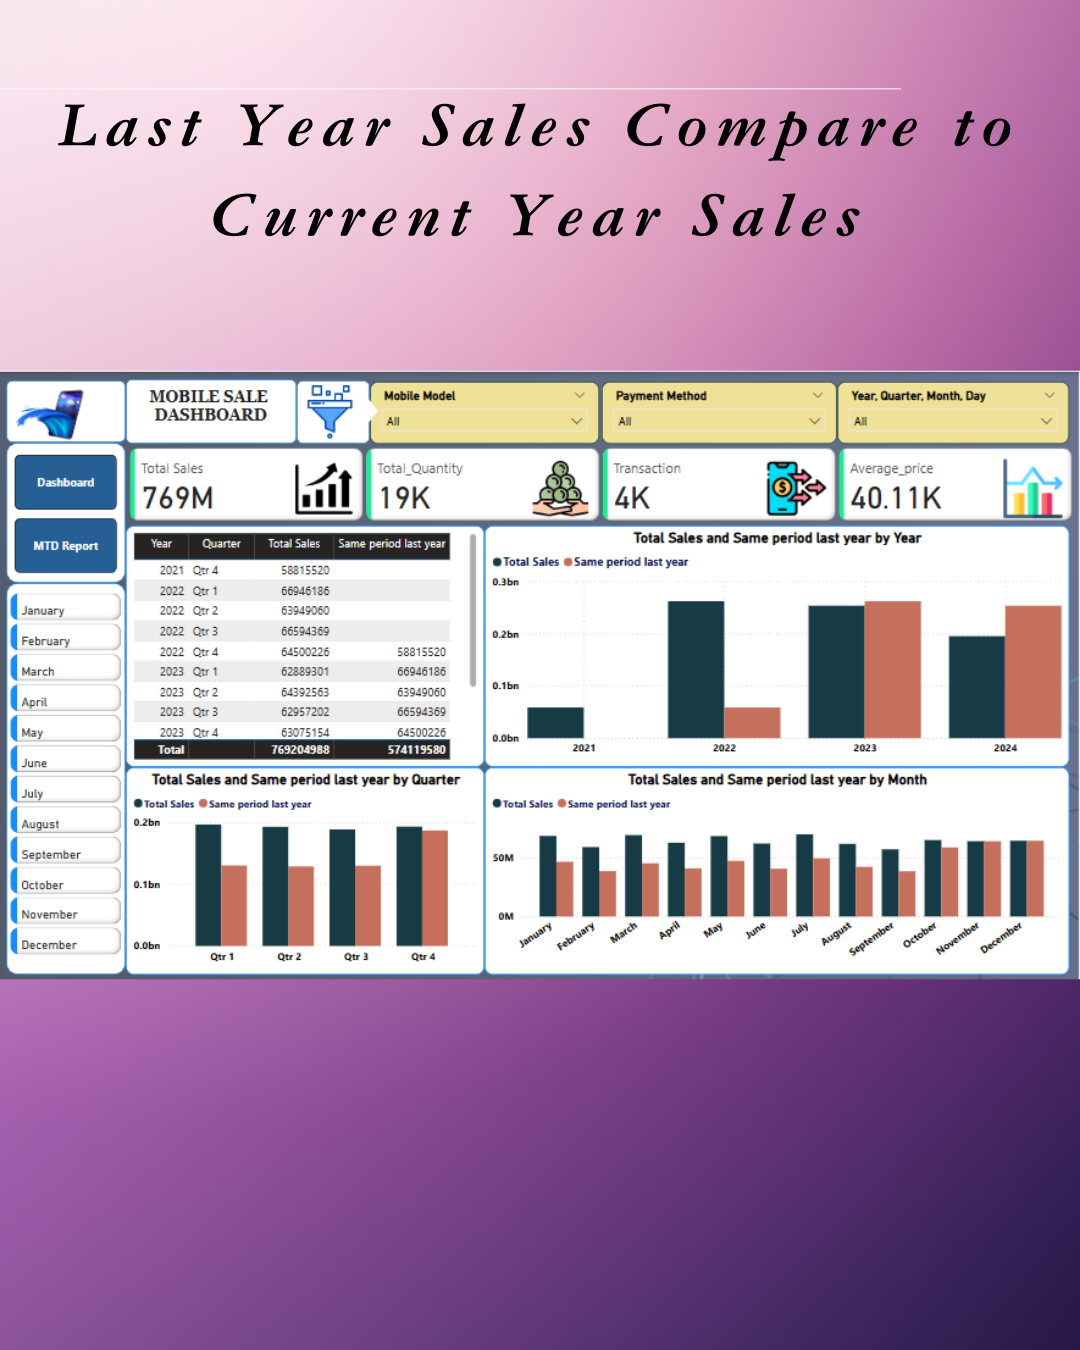 Last Year Sales Compare to
Current Year Sales
MOBILE SALE
DASHBOARD
Mobile Model
All
Payment Method
All
Year, Quarter, Month, Day
All
Dashboard
MTD Report
Total Sales
769M
Total_Quantity
19K
Transaction
4K
Average_price
40.11K
January
February
March
April
May
June
July
August
September
October
November
December
Year Quarter Total Sales Same period last year
2021 Qtr 4 58815520
2022 Qtr 1 66946186
2022 Qtr 2 63949060
2022 Qtr 3 66594369
2022 Qtr 4 64500226 58815520
2023 Qtr 1 62889301 66946186
2023 Qtr 2 64392563 63949060
2023 Qtr 3 62957202 66594369
2023 Qtr 4 63075154 64500226
Total 769204988 574119580
Total Sales and Same period last year by Year
Total Sales Same period last year
0.3bn
0.2bn
0.1bn
0.0bn
2021 2022 2023 2024
Total Sales and Same period last year by Quarter
Total Sales Same period last year
0.2bn
0.1bn
0.0bn
Qtr 1 Qtr 2 Qtr 3 Qtr 4
Total Sales and Same period last year by Month
Total Sales Same period last year
50M
0M
January February March April May June July August September October November December